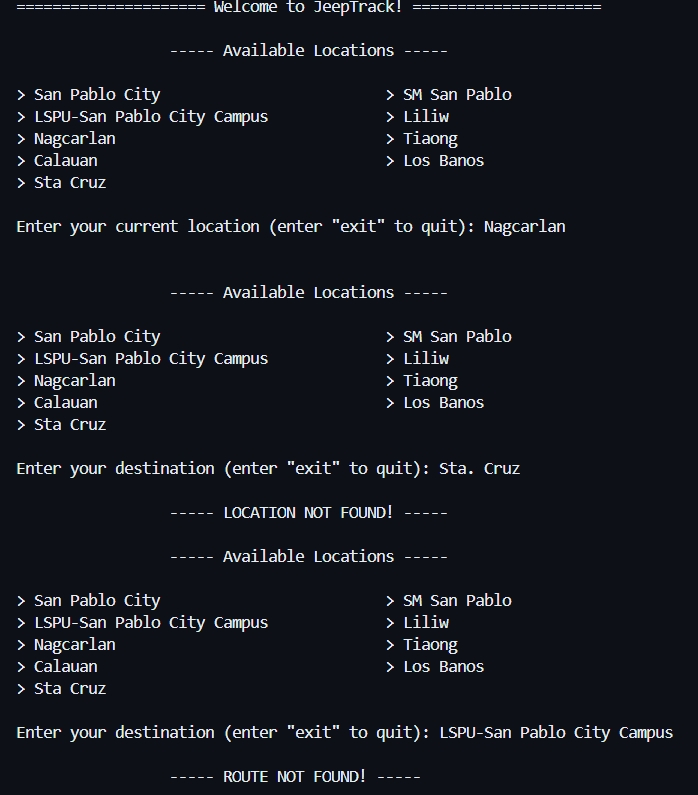 ===================== Welcome to JeepTrack! =====================
----- Available Locations -----
> San Pablo City > SM San Pablo
> LSPU-San Pablo City Campus > Liliw
> Nagcarlan > Tiaong
> Calauan > Los Banos
> Sta Cruz
Enter your current location (enter "exit" to quit): Nagcarlan
----- Available Locations -----
> San Pablo City > SM San Pablo
> LSPU-San Pablo City Campus > Liliw
> Nagcarlan > Tiaong
> Calauan > Los Banos
> Sta Cruz
Enter your destination (enter "exit" to quit): Sta. Cruz
----- LOCATION NOT FOUND! -----
----- Available Locations -----
> San Pablo City > SM San Pablo
> LSPU-San Pablo City Campus > Liliw
> Nagcarlan > Tiaong
> Calauan > Los Banos
> Sta Cruz
Enter your destination (enter "exit" to quit): LSPU-San Pablo City Campus
----- ROUTE NOT FOUND! -----